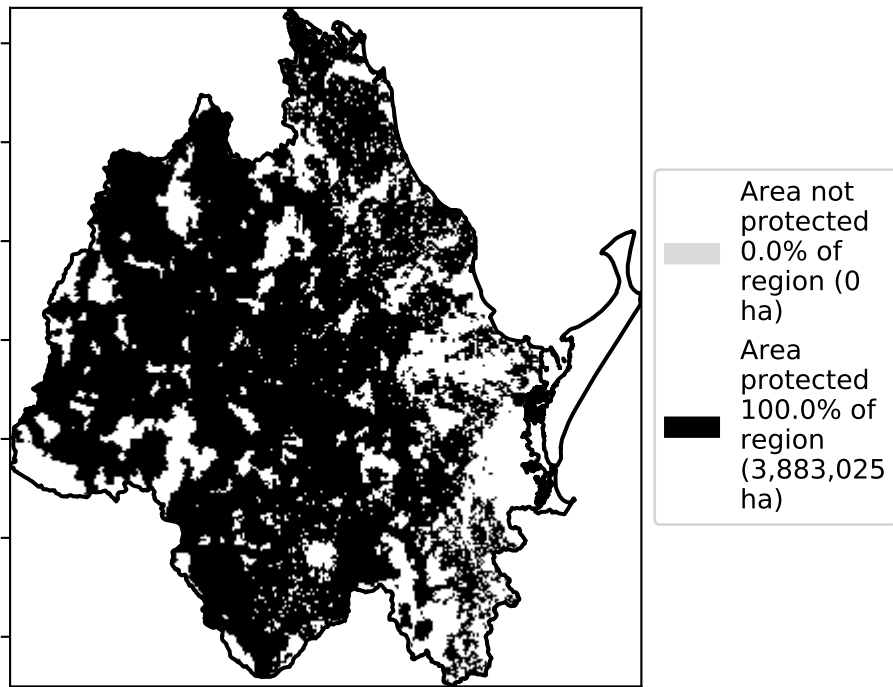 Area not
protected
0.0% of
region (0
ha)
Area
protected
100.0% of
region
(3,883,025
ha)